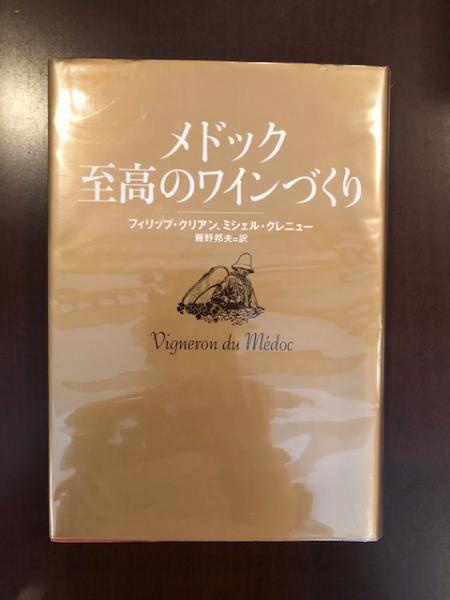 メドック
至高のワインづくり
フィリップ・クリアン、ミシェル・クレニュー
藤野邦夫=訳
Vigneron du Médoc